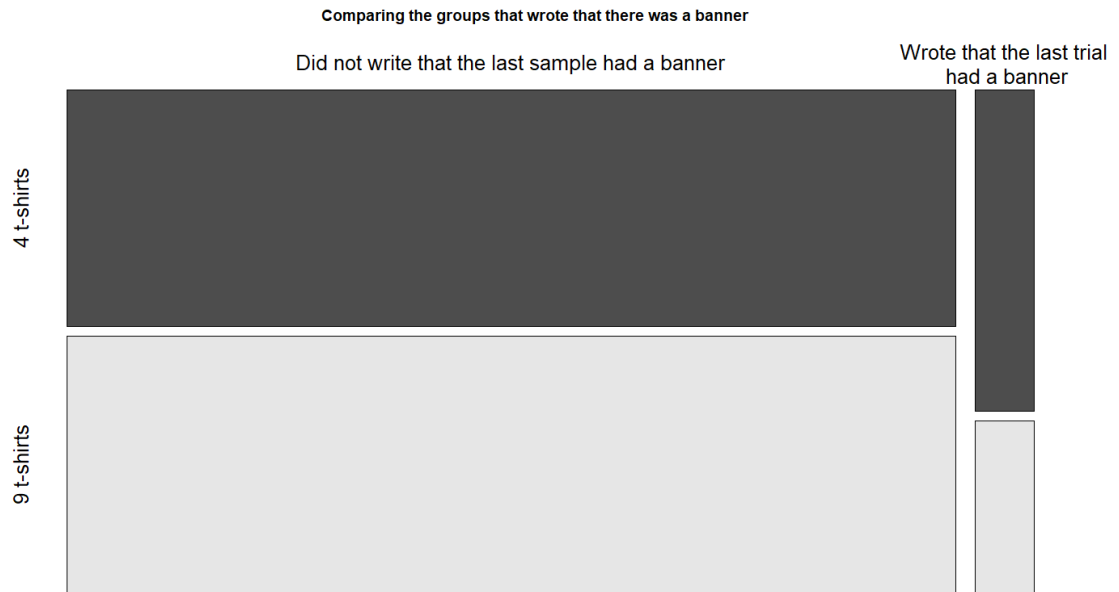 Comparing the groups that wrote that there was a banner
Did not write that the last sample had a banner
Wrote that the last trial
had a banner
4 t-shirts
9 t-shirts